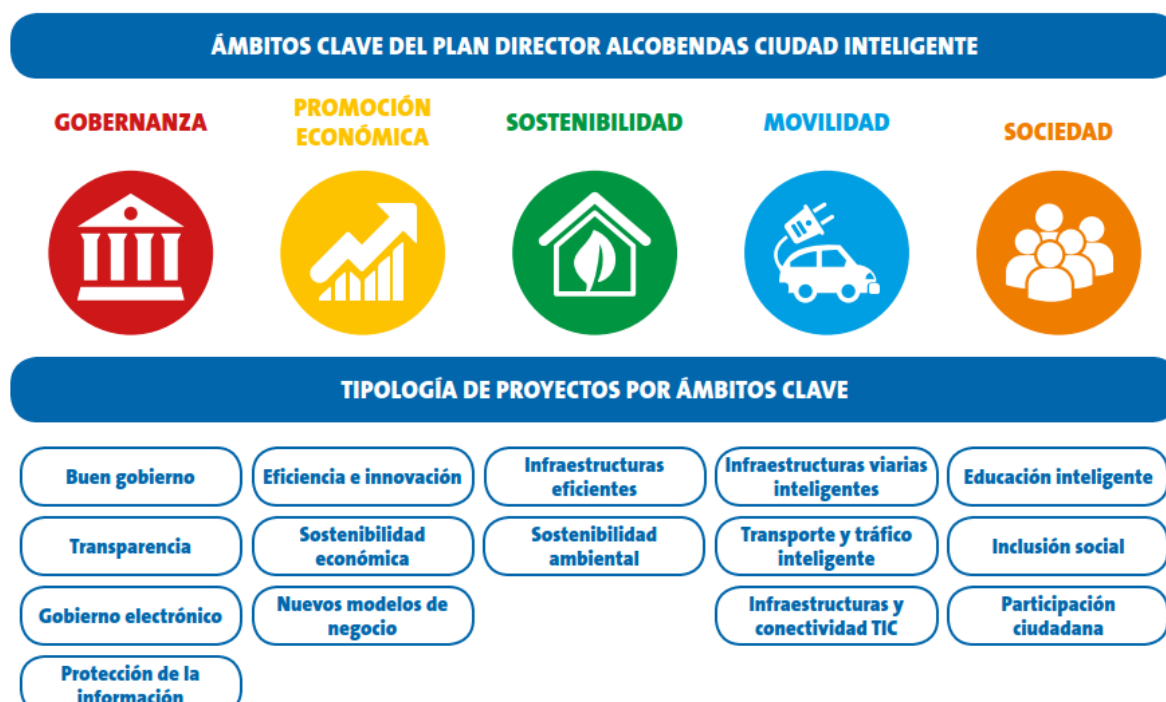 ÁMBITOS CLAVE DEL PLAN DIRECTOR ALCOBENDAS CIUDAD INTELIGENTE
GOBERNANZA
PROMOCIÓN
ECONÓMICA
SOSTENIBILIDAD
MOVILIDAD
SOCIEDAD
TIPOLOGÍA DE PROYECTOS POR ÁMBITOS CLAVE
Buen gobierno
Transparencia
Gobierno electrónico
Protección de la
información
Eficiencia e innovación
Sostenibilidad
económica
Nuevos modelos de
negocio
Infraestructuras
eficientes
Sostenibilidad
ambiental
Infraestructuras viarias
inteligentes
Transporte y tráfico
inteligente
Infraestructuras y
conectividad TIC
Educación inteligente
Inclusión social
Participación
ciudadana